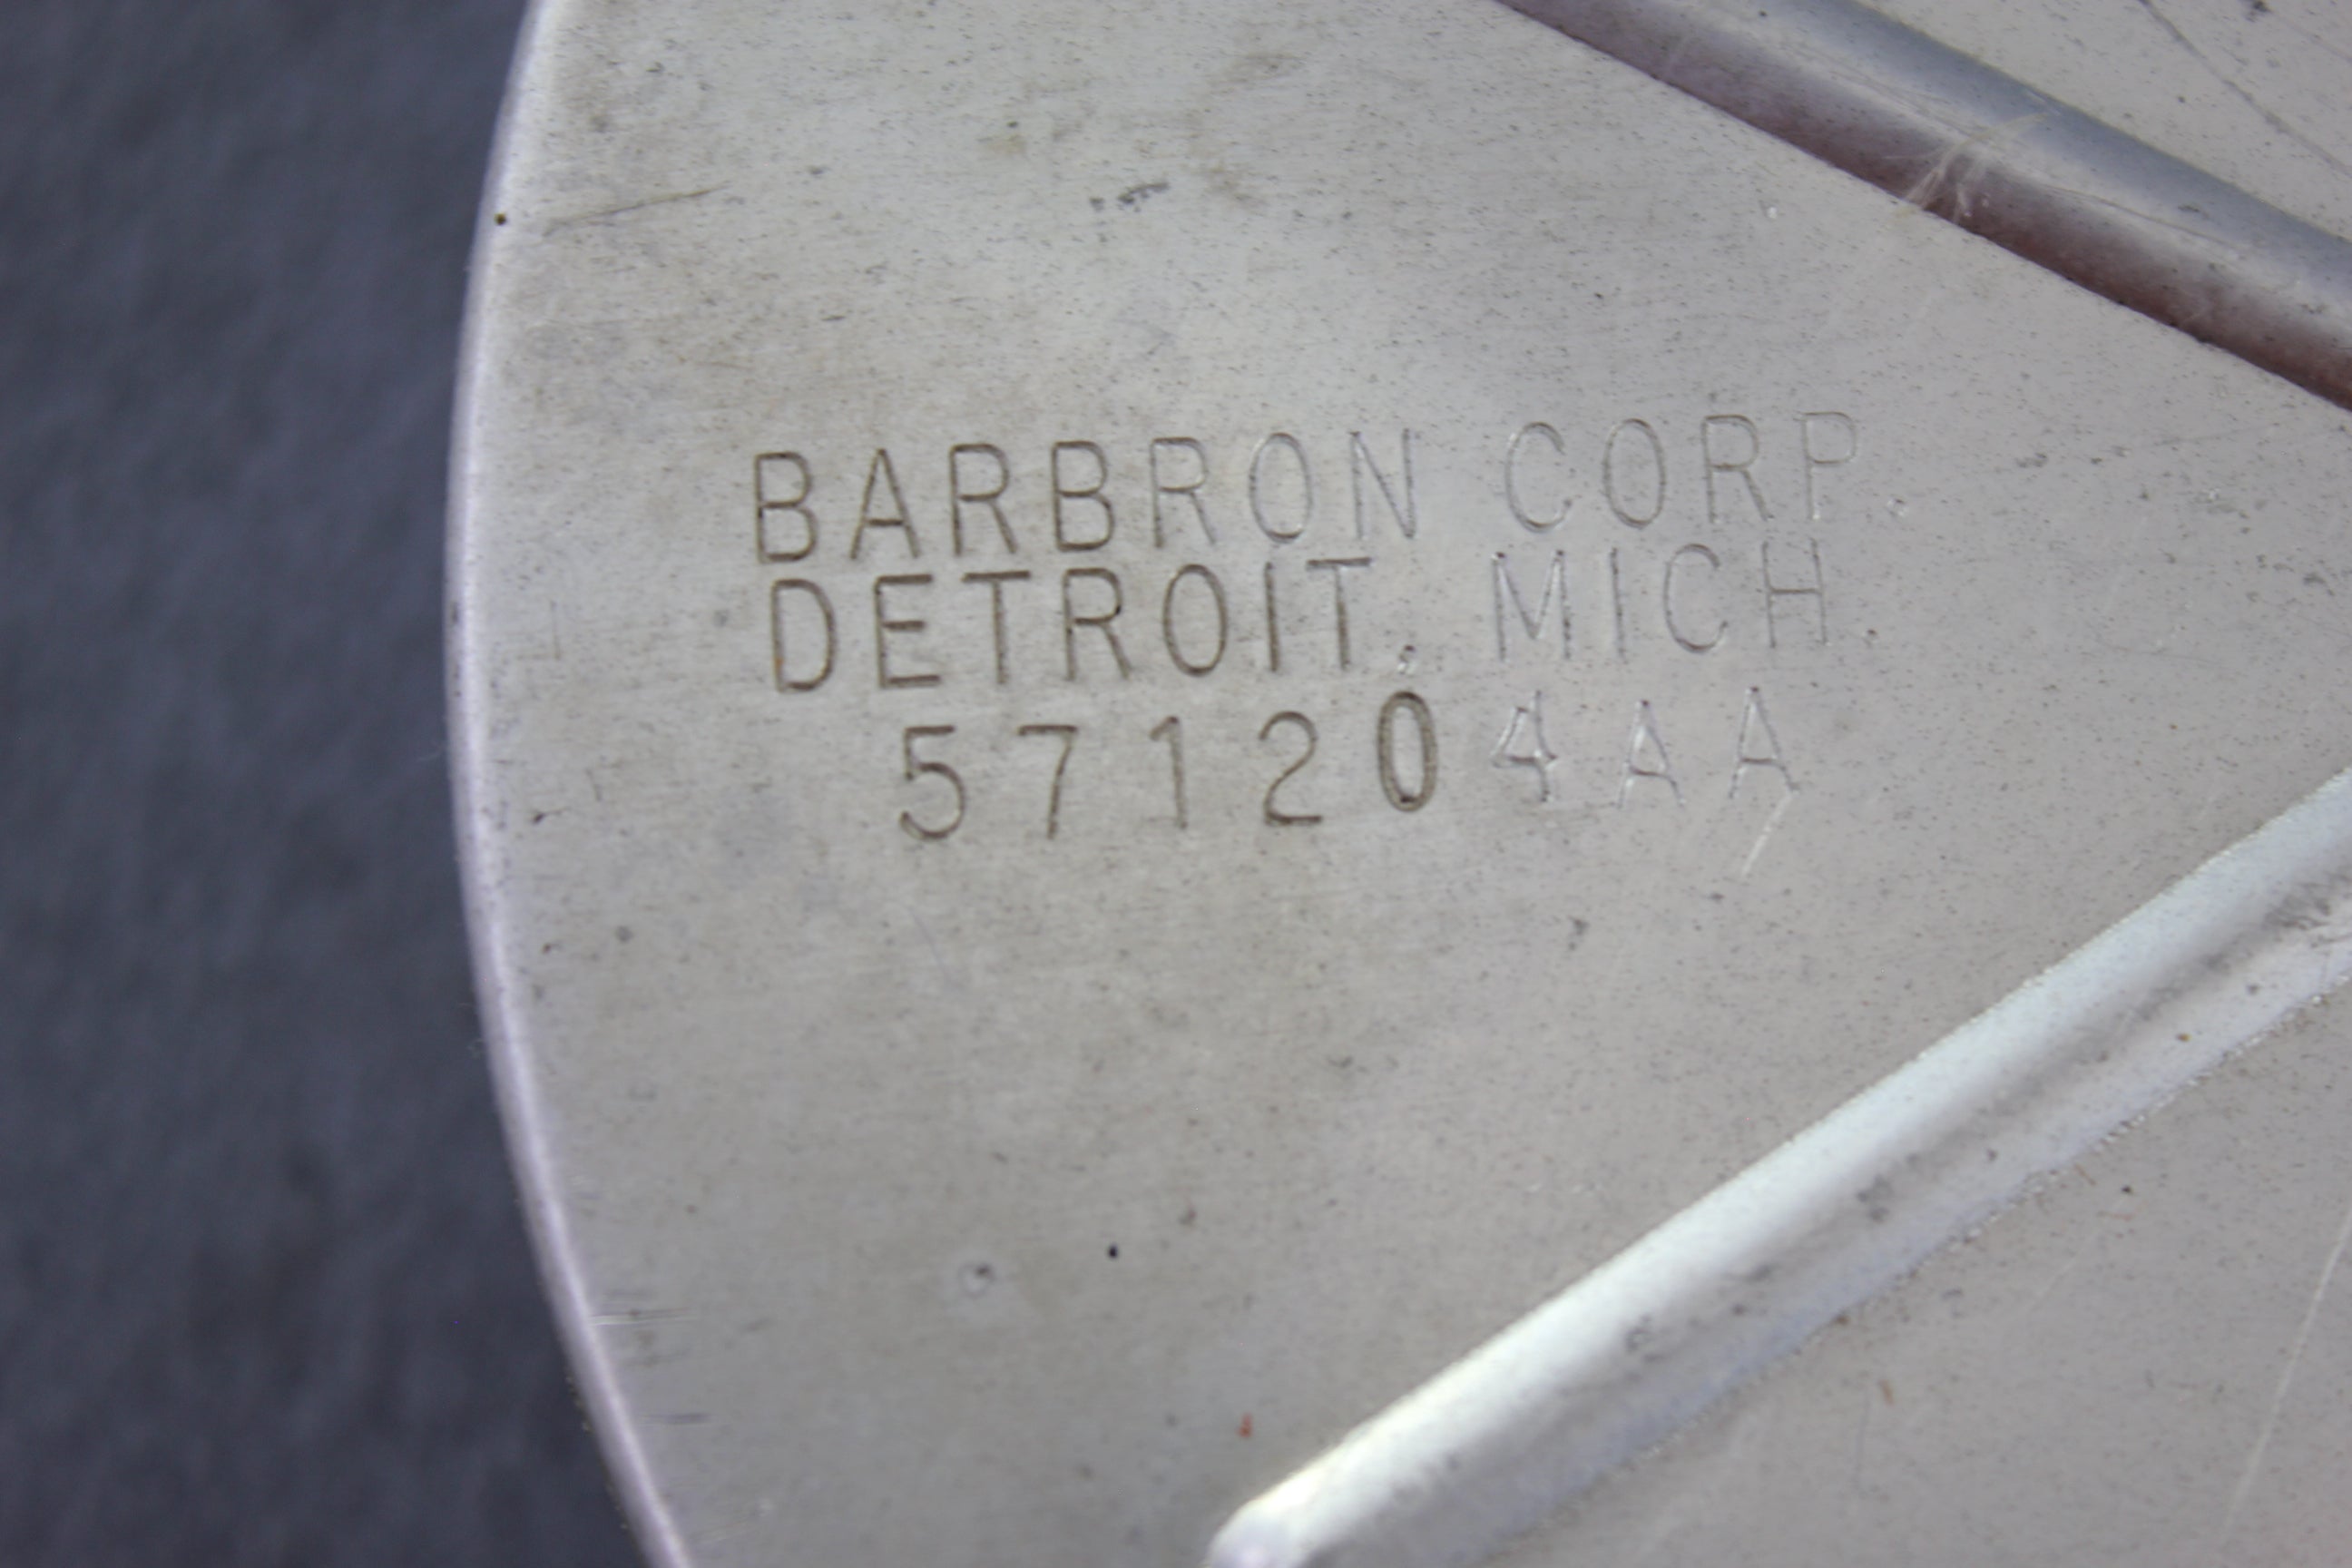 BARBRON CORP.
DETROIT, MICH.
571204AA